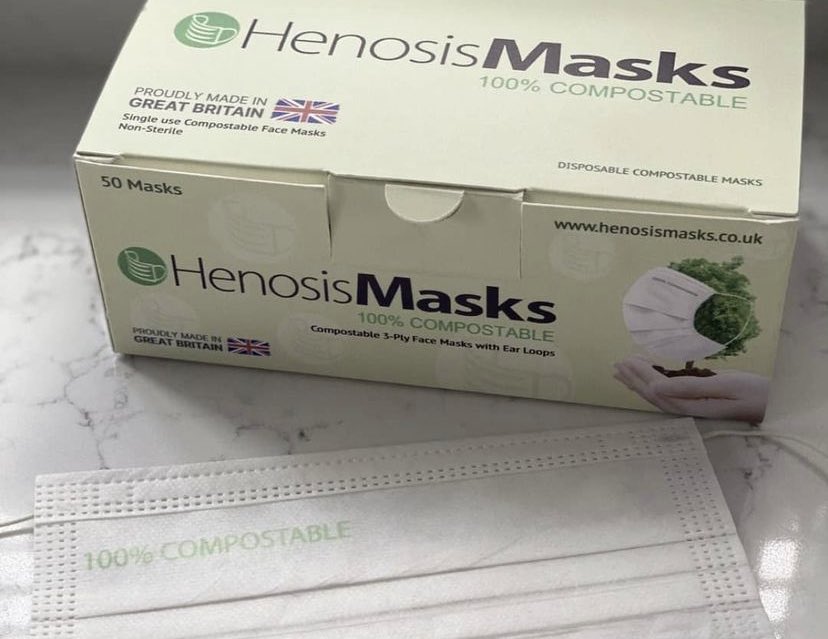 HenosisMasks
100% COMPOSTABLE
PROUDLY MADE IN
GREAT BRITAIN
Single use Compostable Face Masks
Non-Sterile
DISPOSABLE COMPOSTABLE MASKS
50 Masks
www.henosismasks.co.uk
HenosisMasks
100% COMPOSTABLE
Compostable 3-Ply Face Masks with Ear Loops
PROUDLY MADE IN
GREAT BRITAIN
100% COMPOSTABLE